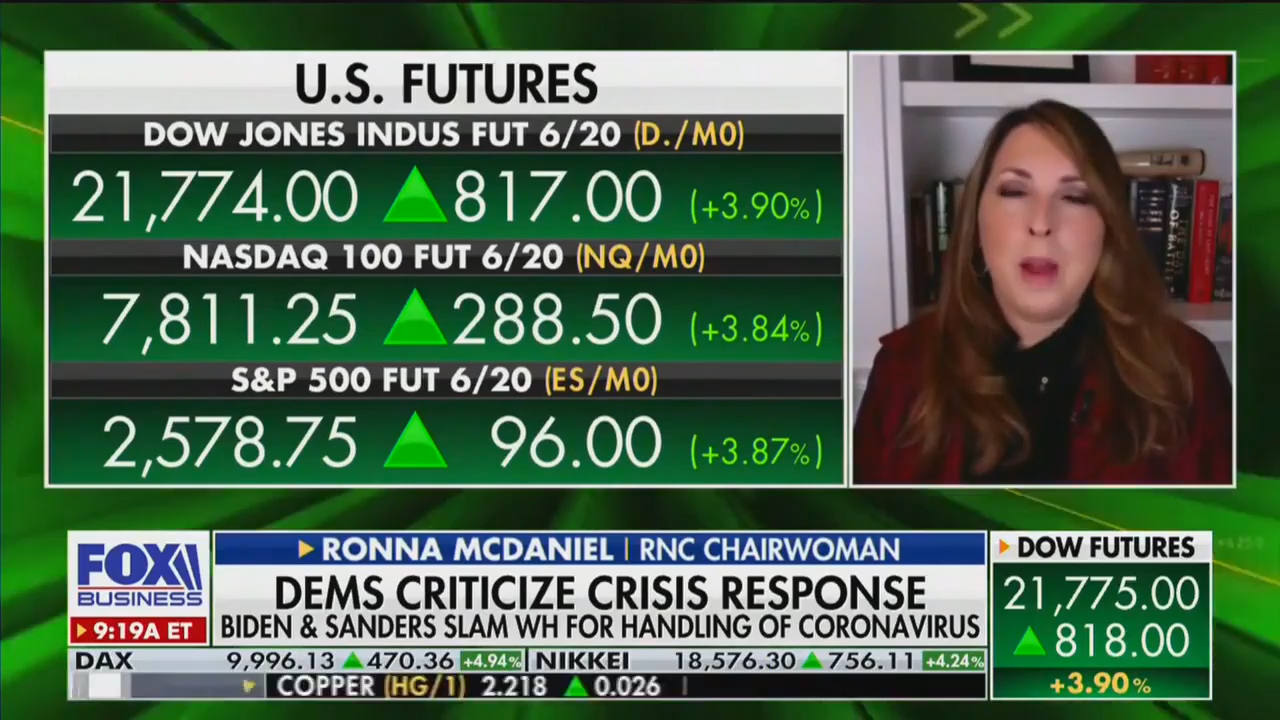 U.S. FUTURES
DOW JONES INDUS FUT 6/20 (D./M0)
21,774.00 ▲ 817.00 (+3.90%)
NASDAQ 100 FUT 6/20 (NQ/M0)
7,811.25 ▲ 288.50 (+3.84%)
S&P 500 FUT 6/20 (ES/M0)
2,578.75 ▲ 96.00 (+3.87%)
FOX
BUSINESS
9:19A ET
RONNA MCDANIEL | RNC CHAIRWOMAN
DEMS CRITICIZE CRISIS RESPONSE
BIDEN & SANDERS SLAM WH FOR HANDLING OF CORONAVIRUS
DOW FUTURES
21,775.00
▲ 818.00
+3.90%
DAX 9,996.13 ▲ 470.36 +4.94% NIKKEI 18,576.30 ▲ 756.11 +4.24%
COPPER (HG/1) 2.218 ▲ 0.026